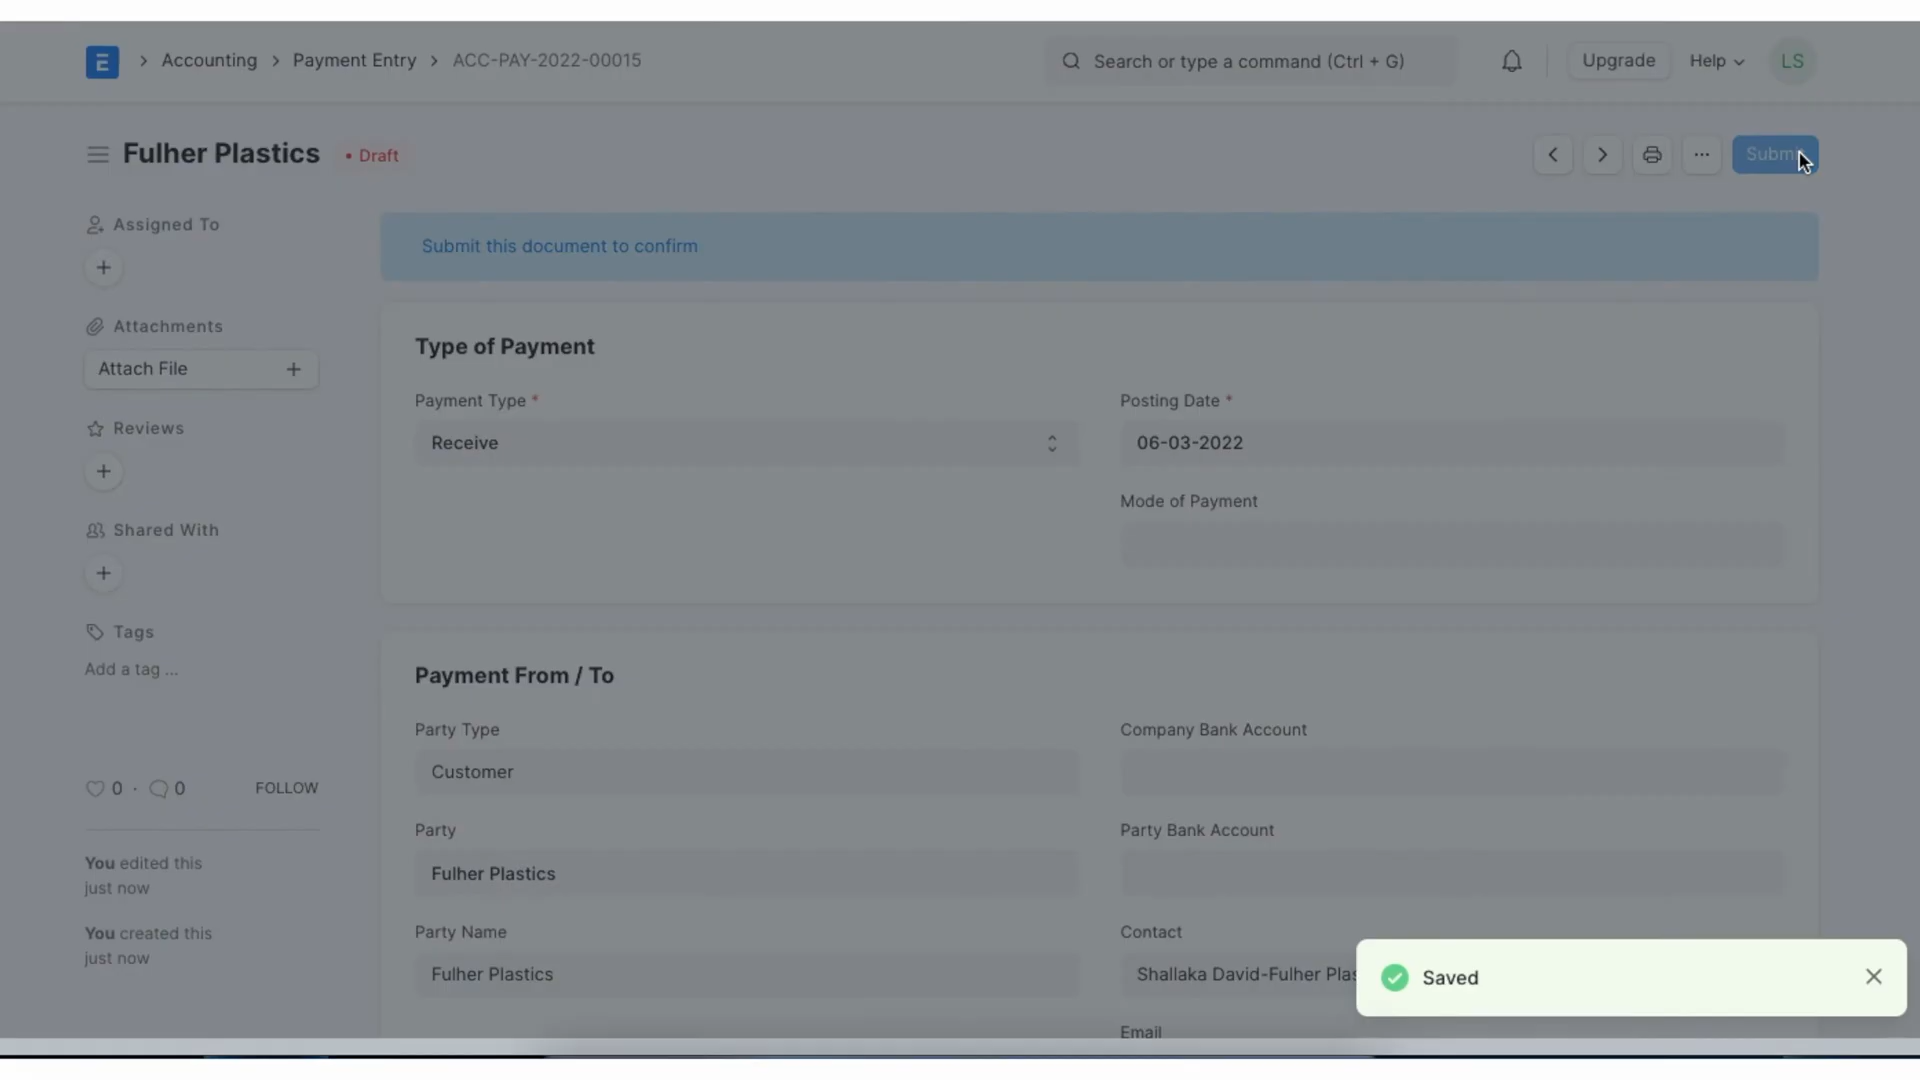 E
Accounting
Payment Entry
ACC-PAY-2022-00015
Search or type a command (Ctrl + G)
Upgrade
Help
LS
Fulher Plastics
Draft
Assigned To
Attachments
Attach File
Reviews
Shared With
Tags
Add a tag ...
0 · 0
FOLLOW
You edited this
just now
You created this
just now
Submit this document to confirm
Type of Payment
Payment Type *
Receive
Posting Date *
06-03-2022
Mode of Payment
Payment From / To
Party Type
Customer
Company Bank Account
Party
Fulher Plastics
Party Bank Account
Party Name
Fulher Plastics
Contact
Shallaka David-Fulher Plas
Email
Saved